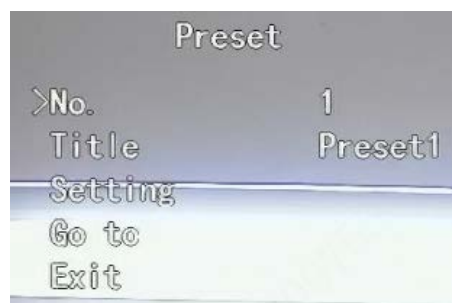 Preset
>No. 1
Title Preset1
Setting
Go to
Exit